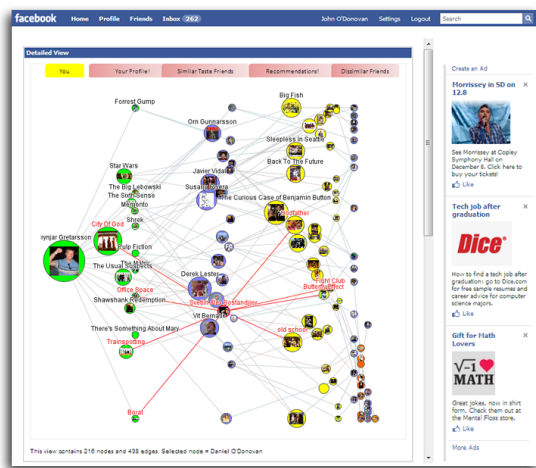 facebook Home Profile Friends Inbox 262 John O'Donovan Settings Logout Search
Detailed View
You Your Profile! Similar Taste Friends Recommendations! Dissimilar Friends
Big Fish
Forrest Gump
Orn Gunnarsson
Sleepless In Seattle
Star Wars
Back To The Future
Javier Vidal
The Big Lebowski
The Sixth Sense
The Curious Case of Benjamin Button
Memento
Godfather
Shrek
City Of God
Pulp Fiction
rynjar Gretarsson
The Usual Suspects
Derek Lester
Fight Club
Butterfly Effect
Office Space
Shawshank Redemption
Vit Bernatik
There's Something About Mary
old school
Trainspotting
Borat
This view contains 216 nodes and 438 edges. Selected node = Daniel O'Donovan
Create an Ad
Morrissey in SD on
12.8
See Morrissey at Copley
Symphony Hall on
December 8. Click here to
buy your tickets!
Like
Tech job after
graduation
Dice
How to find a tech job after
graduation: go to Dice.com
for free sample resumes and
career advice for computer
science majors.
Like
Gift for Math
Lovers
√-1
MATH
Great jokes, now in shirt
form. Check them out at
the Mental Floss store.
Like
More Ads